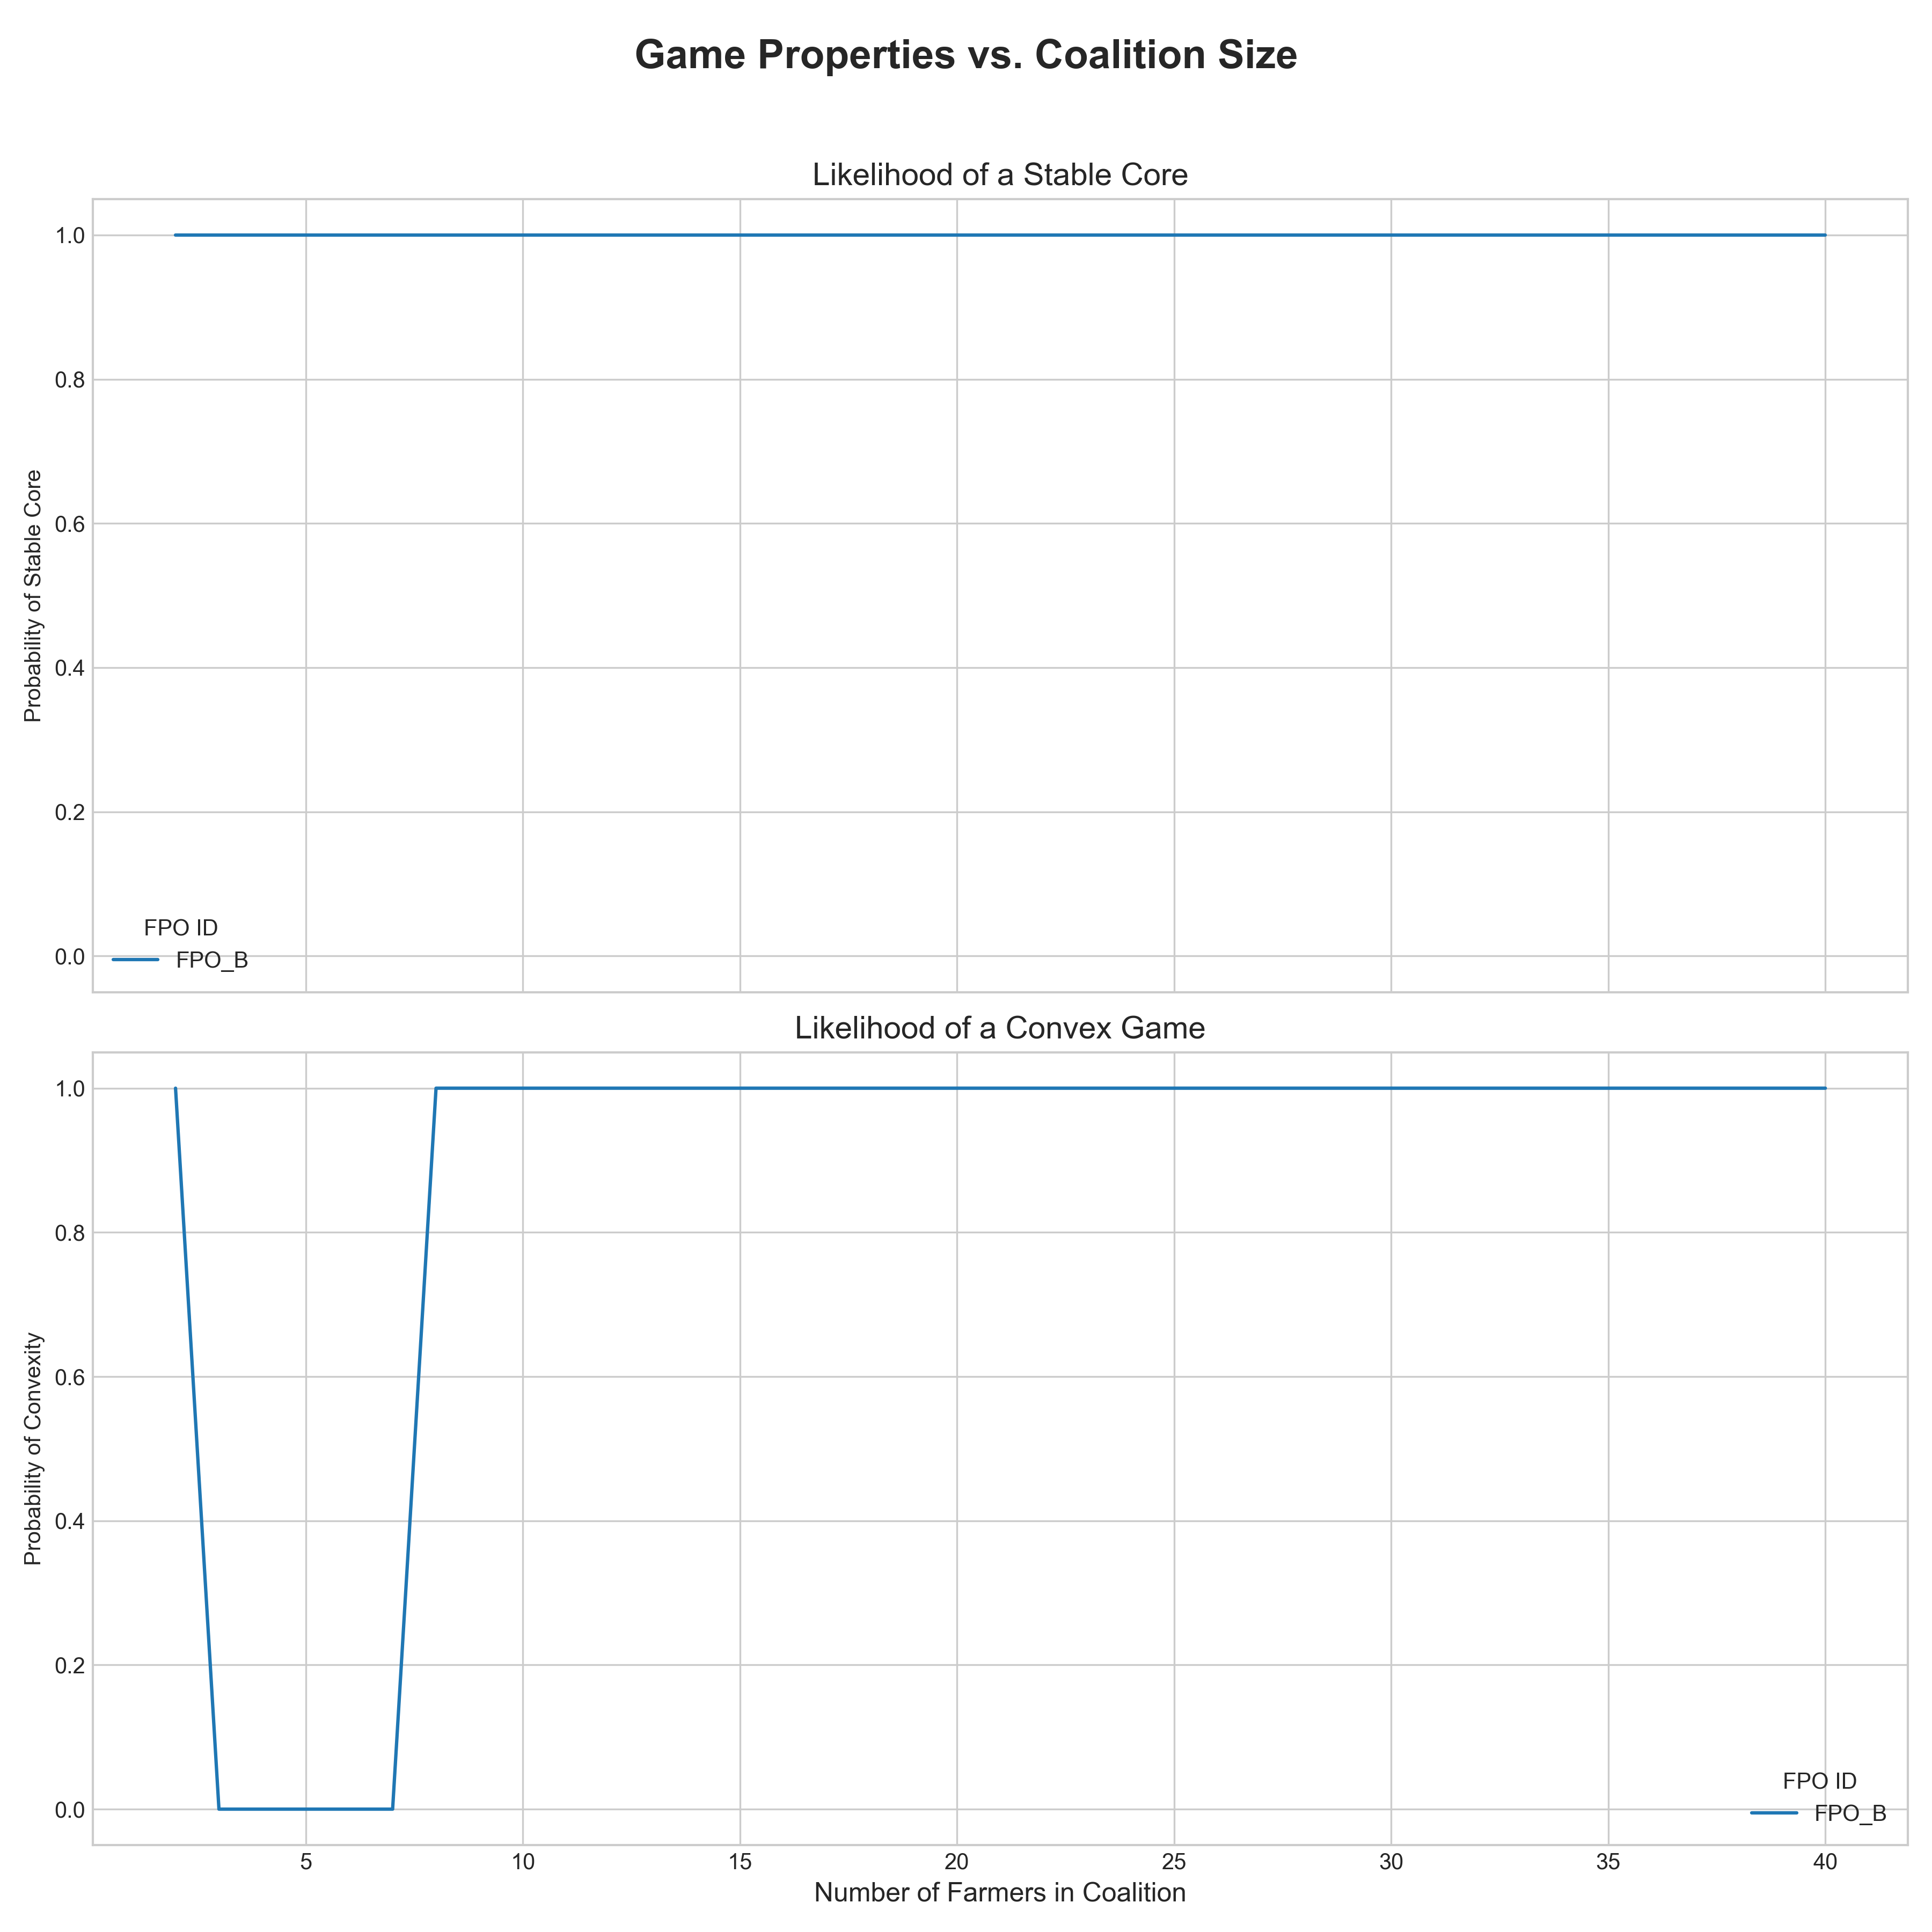 Game Properties vs. Coalition Size
Likelihood of a Stable Core
Probability of Stable Core
1.0
0.8
0.6
0.4
0.2
0.0
FPO ID
FPO_B
Likelihood of a Convex Game
Probability of Convexity
1.0
0.8
0.6
0.4
0.2
0.0
FPO ID
FPO_B
5 10 15 20 25 30 35 40
Number of Farmers in Coalition